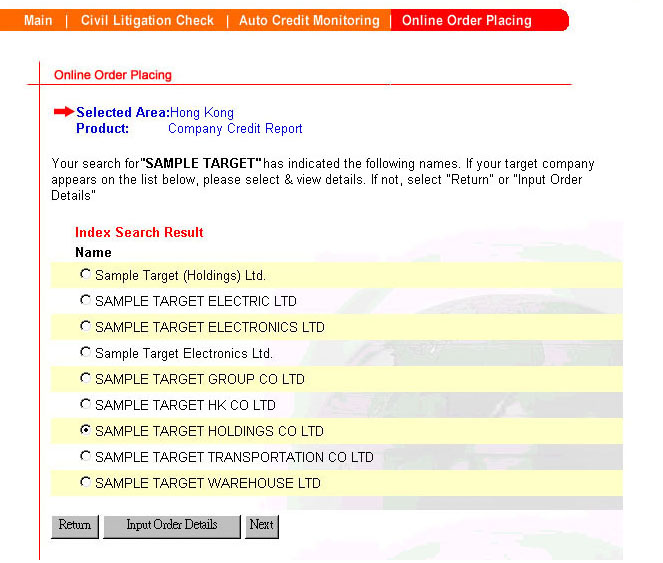 Main | Civil Litigation Check | Auto Credit Monitoring | Online Order Placing
Online Order Placing
Selected Area:Hong Kong
Product: Company Credit Report
Your search for"SAMPLE TARGET"has indicated the following names. If your target company
appears on the list below, please select & view details. If not, select "Return" or "Input Order
Details"
Index Search Result
Name
Sample Target (Holdings) Ltd.
SAMPLE TARGET ELECTRIC LTD
SAMPLE TARGET ELECTRONICS LTD
Sample Target Electronics Ltd.
SAMPLE TARGET GROUP CO LTD
SAMPLE TARGET HK CO LTD
SAMPLE TARGET HOLDINGS CO LTD
SAMPLE TARGET TRANSPORTATION CO LTD
SAMPLE TARGET WAREHOUSE LTD
Return Input Order Details Next